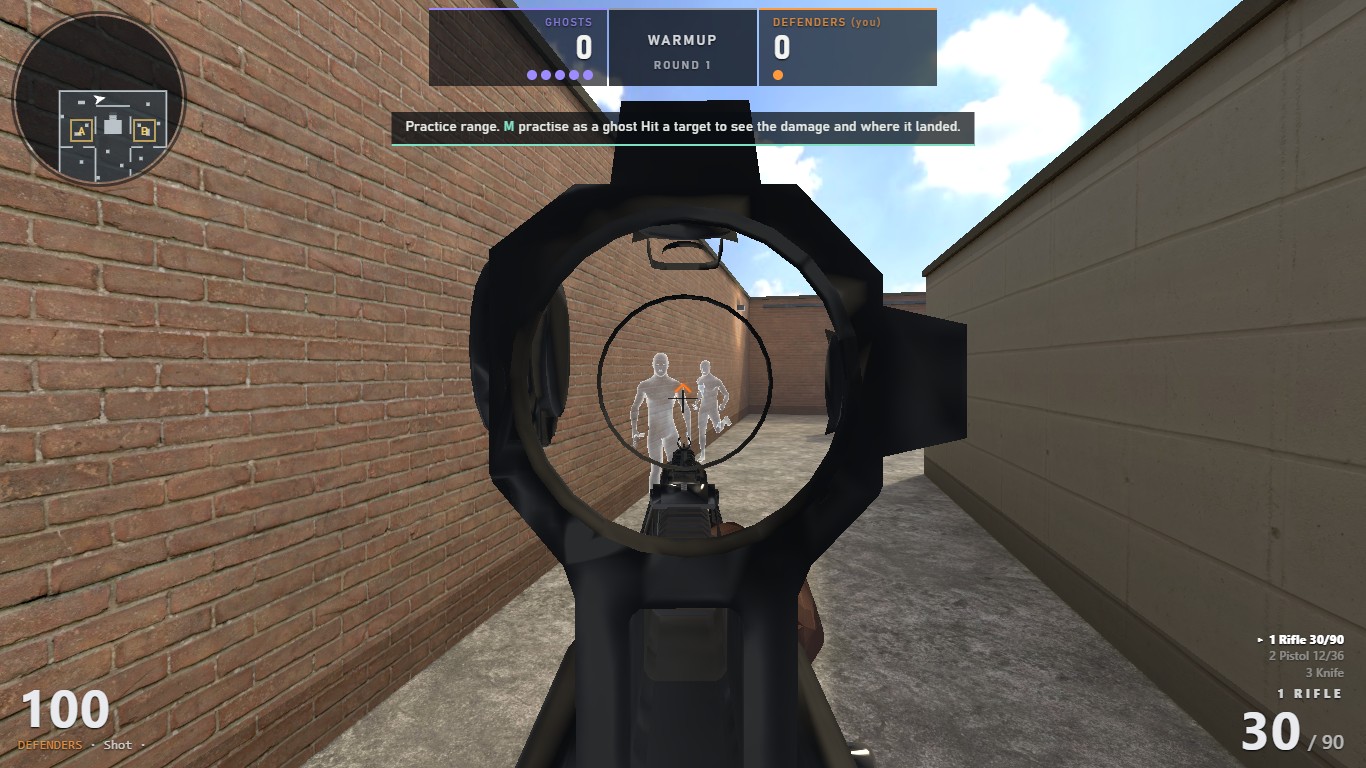 GHOSTS
0
WARMUP
ROUND 1
DEFENDERS (you)
0
A
B
Practice range. M practise as a ghost Hit a target to see the damage and where it landed.
▸ 1 Rifle 30/90
2 Pistol 12/36
3 Knife
1 RIFLE
30 / 90
100
DEFENDERS · Shot ·